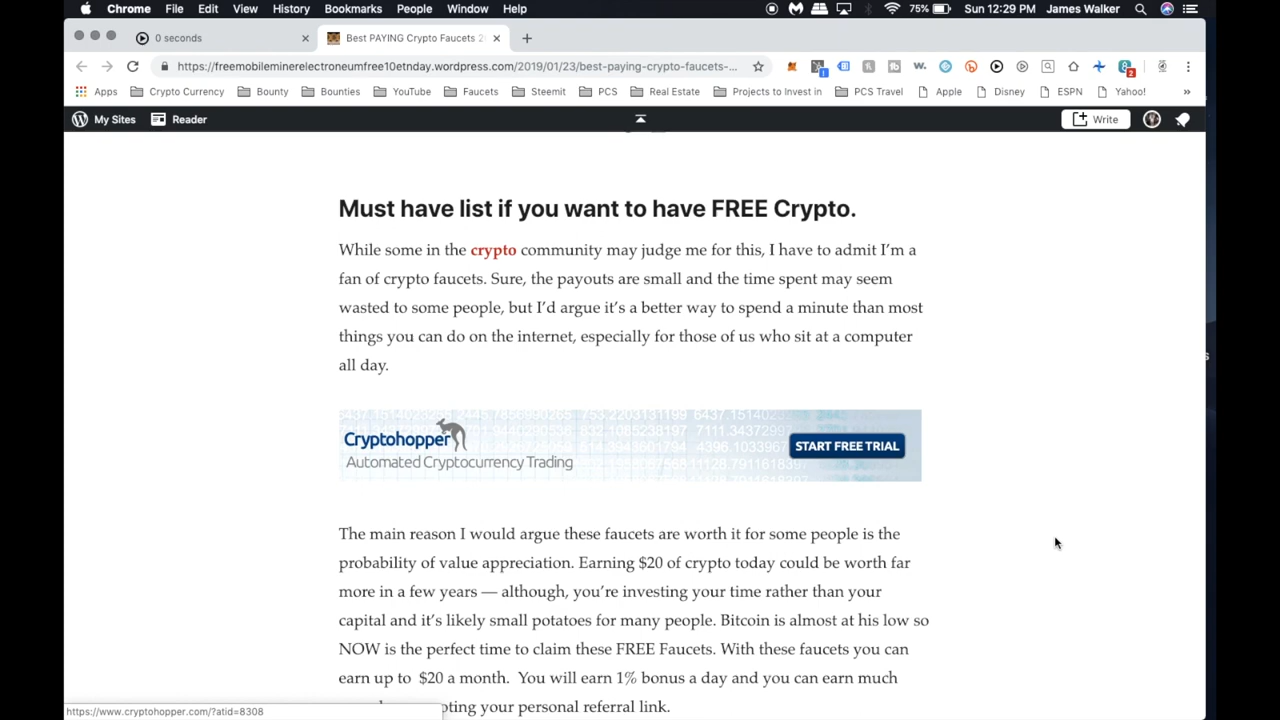 Chrome File Edit View History Bookmarks People Window Help 75% Sun 12:29 PM James Walker
0 seconds Best PAYING Crypto Faucets 2
https://freemobileminerelectroneumfree10etnday.wordpress.com/2019/01/23/best-paying-crypto-faucets-...
Apps Crypto Currency Bounty Bounties YouTube Faucets Steemit PCS Real Estate Projects to Invest in PCS Travel Apple Disney ESPN Yahoo! »
My Sites Reader Write
Must have list if you want to have FREE Crypto.
While some in the crypto community may judge me for this, I have to admit I'm a
fan of crypto faucets. Sure, the payouts are small and the time spent may seem
wasted to some people, but I'd argue it's a better way to spend a minute than most
things you can do on the internet, especially for those of us who sit at a computer
all day.
Cryptohopper
Automated Cryptocurrency Trading
START FREE TRIAL
The main reason I would argue these faucets are worth it for some people is the
probability of value appreciation. Earning $20 of crypto today could be worth far
more in a few years — although, you're investing your time rather than your
capital and it's likely small potatoes for many people. Bitcoin is almost at his low so
NOW is the perfect time to claim these FREE Faucets. With these faucets you can
earn up to $20 a month. You will earn 1% bonus a day and you can earn much
your personal referral link.
https://www.cryptohopper.com/?atid=8308